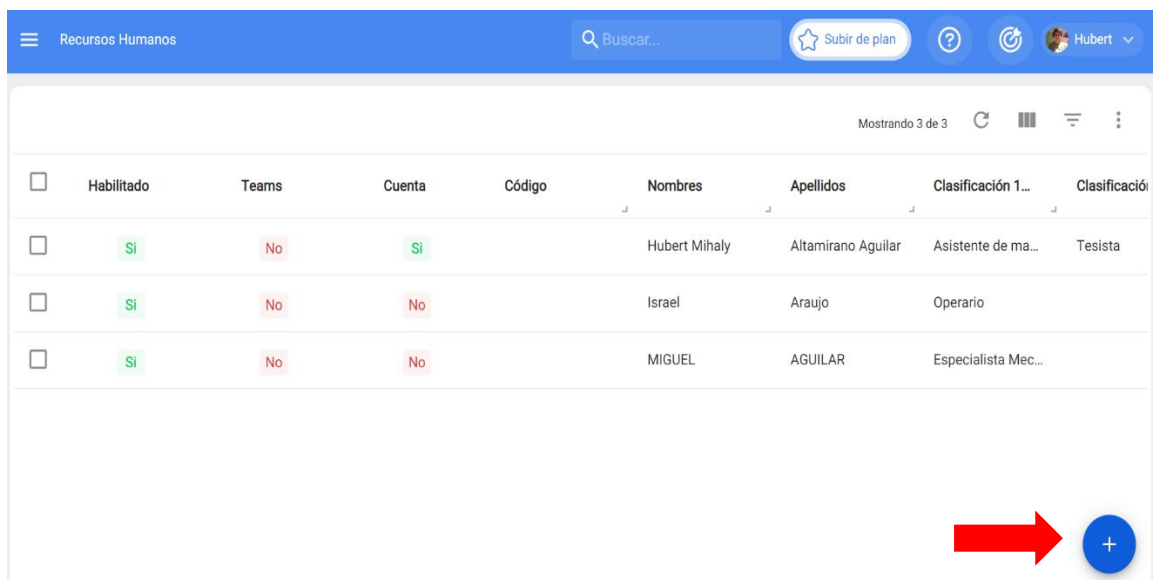 Recursos Humanos Buscar... Subir de plan Hubert
Mostrando 3 de 3
Habilitado Teams Cuenta Código Nombres Apellidos Clasificación 1... Clasificación
Si No Si Hubert Mihaly Altamirano Aguilar Asistente de ma... Tesista
Si No No Israel Araujo Operario
Si No No MIGUEL AGUILAR Especialista Mec...